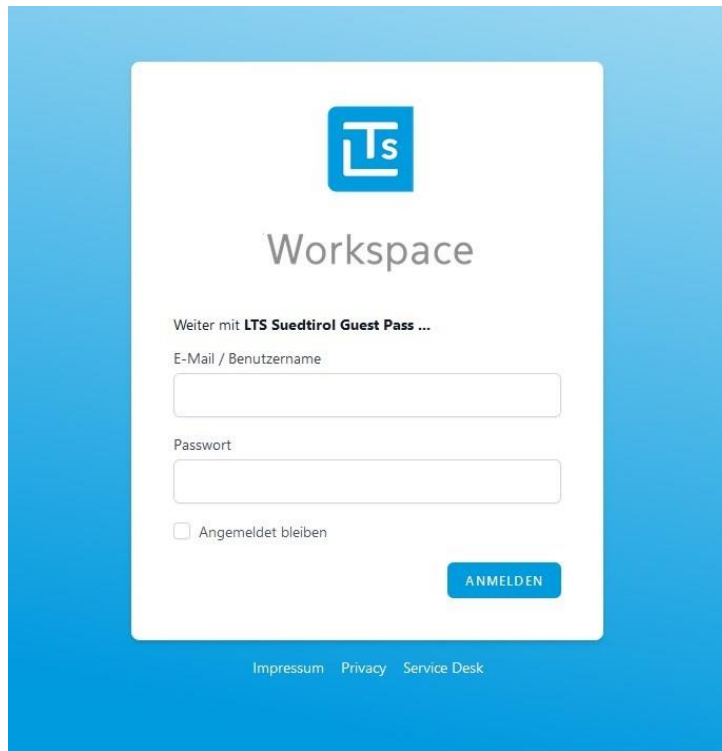 LTS
Workspace
Weiter mit LTS Suedtirol Guest Pass ...
E-Mail / Benutzername
Passwort
Angemeldet bleiben
ANMELDEN
Impressum Privacy Service Desk